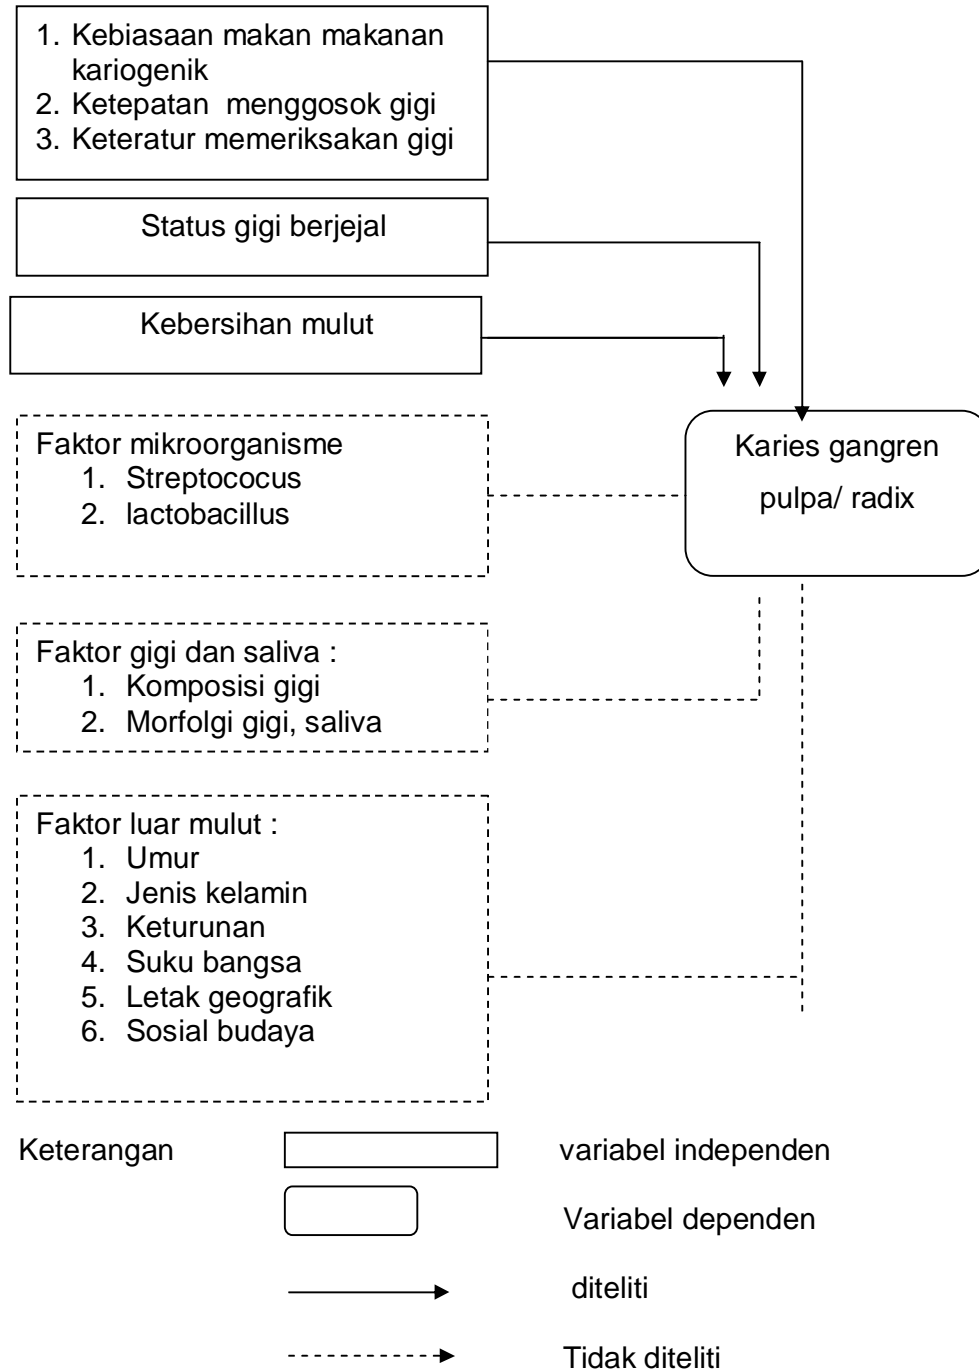 1. Kebiasaan makan makanan
kariogenik
2. Ketepatan menggosok gigi
3. Keteratur memeriksakan gigi
Status gigi berjejal
Kebersihan mulut
Faktor mikroorganisme
1. Streptococus
2. lactobacillus
Karies gangren
pulpa/ radix
Faktor gigi dan saliva :
1. Komposisi gigi
2. Morfolgi gigi, saliva
Faktor luar mulut :
1. Umur
2. Jenis kelamin
3. Keturunan
4. Suku bangsa
5. Letak geografik
6. Sosial budaya
Keterangan
variabel independen
Variabel dependen
diteliti
Tidak diteliti